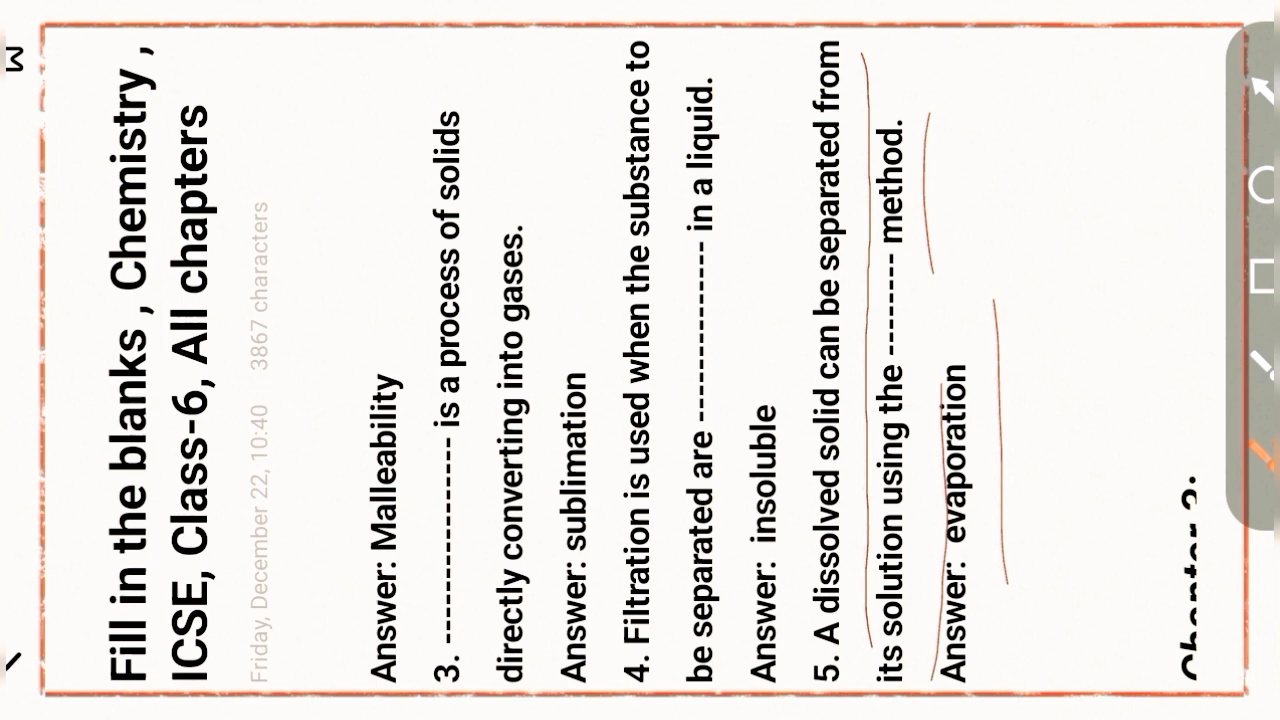 Fill in the blanks , Chemistry ,
ICSE, Class-6, All chapters
Friday, December 22, 10:40 3867 characters
Answer: Malleability
3. -------------------- is a process of solids
directly converting into gases.
Answer: sublimation
4. Filtration is used when the substance to
be separated are ----------------- in a liquid.
Answer: insoluble
5. A dissolved solid can be separated from
its solution using the ---------- method.
Answer: evaporation